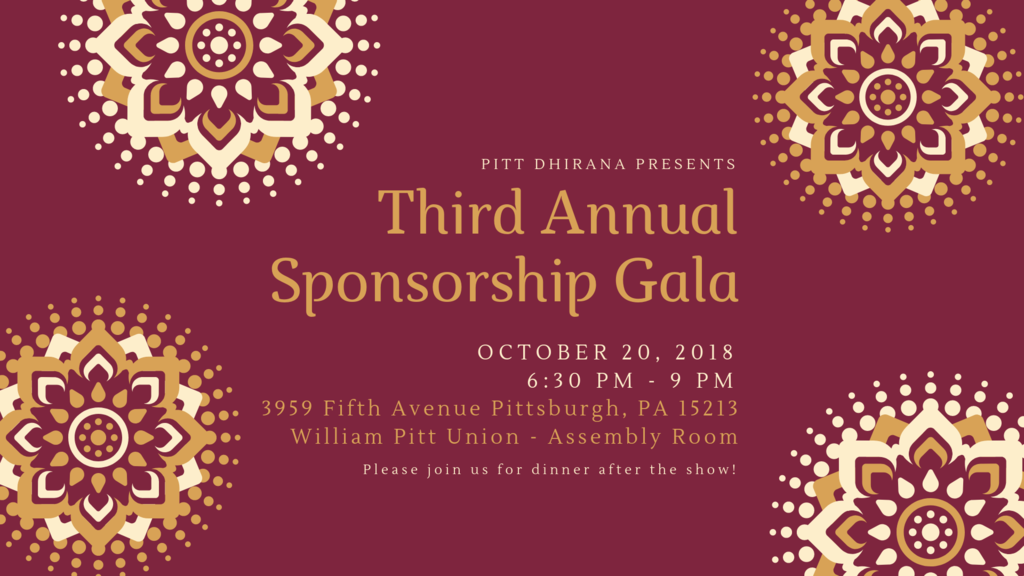 PITT DHIRANA PRESENTS
Third Annual
Sponsorship Gala
OCTOBER 20, 2018
6:30 PM - 9 PM
3959 Fifth Avenue Pittsburgh, PA 15213
William Pitt Union - Assembly Room
Please join us for dinner after the show!